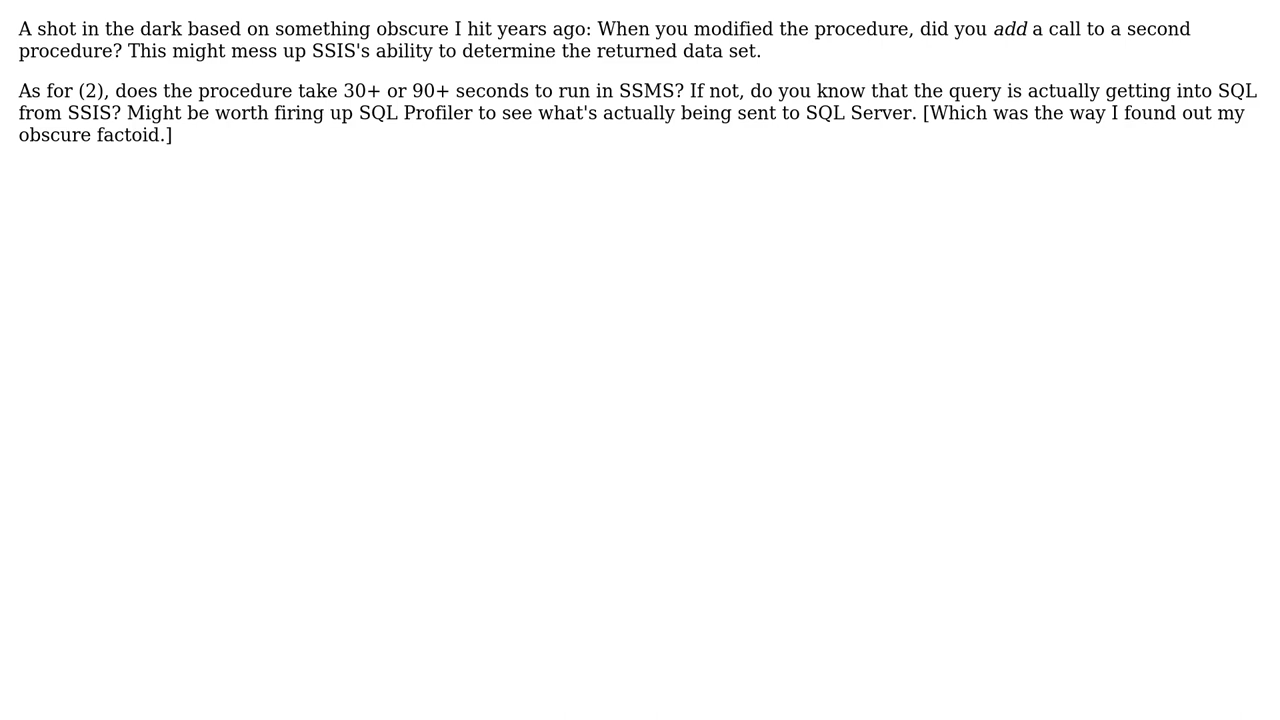 A shot in the dark based on something obscure I hit years ago: When you modified the procedure, did you add a call to a second
procedure? This might mess up SSIS's ability to determine the returned data set.
As for (2), does the procedure take 30+ or 90+ seconds to run in SSMS? If not, do you know that the query is actually getting into SQL
from SSIS? Might be worth firing up SQL Profiler to see what's actually being sent to SQL Server. [Which was the way I found out my
obscure factoid.]